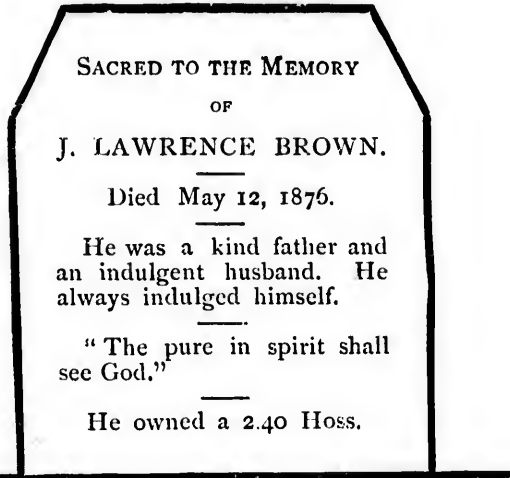 SACRED TO THE MEMORY
OF
J. LAWRENCE BROWN.
Died May 12, 1876.
He was a kind father and
an indulgent husband. He
always indulged himself.
"The pure in spirit shall
see God."
He owned a 2.40 Hoss.